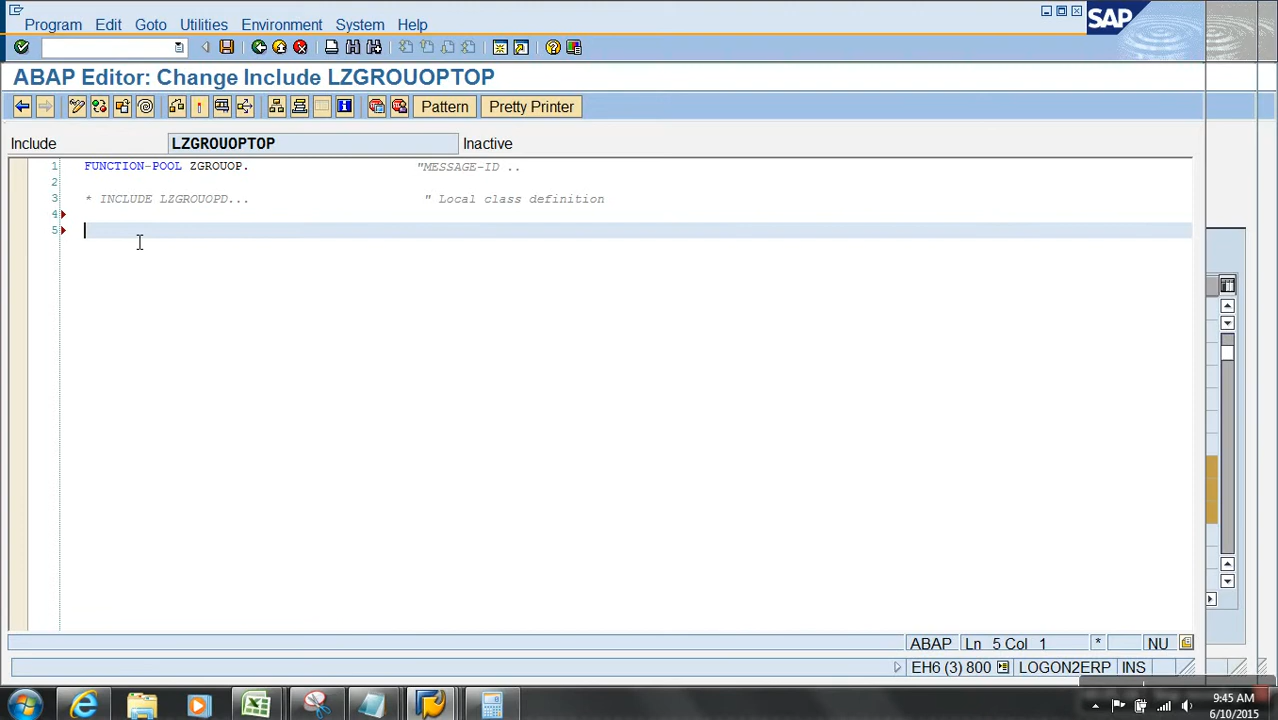 Program Edit Goto Utilities Environment System Help
SAP
ABAP Editor: Change Include LZGROUOPTOP
Pattern Pretty Printer
Include LZGROUOPTOP Inactive
1 FUNCTION-POOL ZGROUOP. "MESSAGE-ID ..
2
3 * INCLUDE LZGROUOPD... " Local class definition
4
5
ABAP Ln 5 Col 1 * NU
EH6 (3) 800 LOGON2ERP INS
9:45 AM
6/10/2015